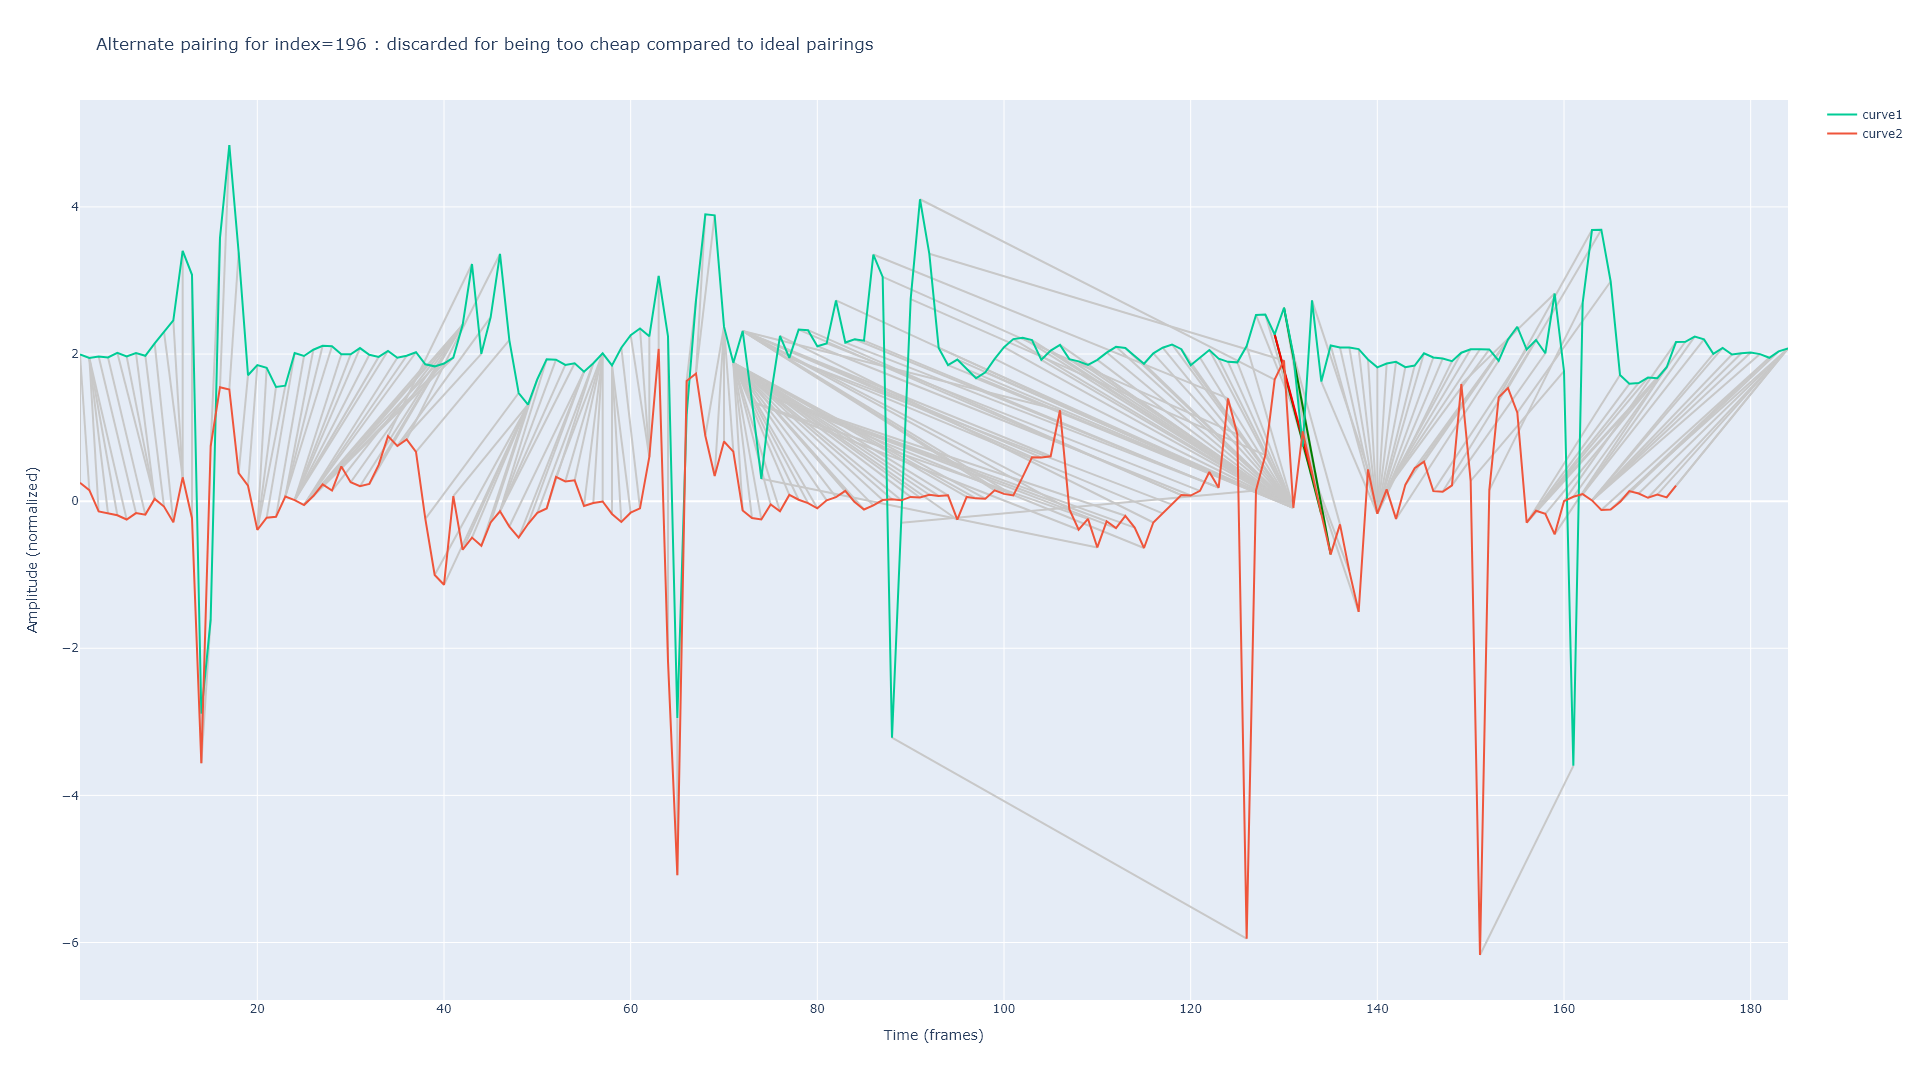 Alternate pairing for index=196 : discarded for being too cheap compared to ideal pairings
curve1
curve2
4
2
0
−2
−4
−6
Amplitude (normalized)
20 40 60 80 100 120 140 160 180
Time (frames)